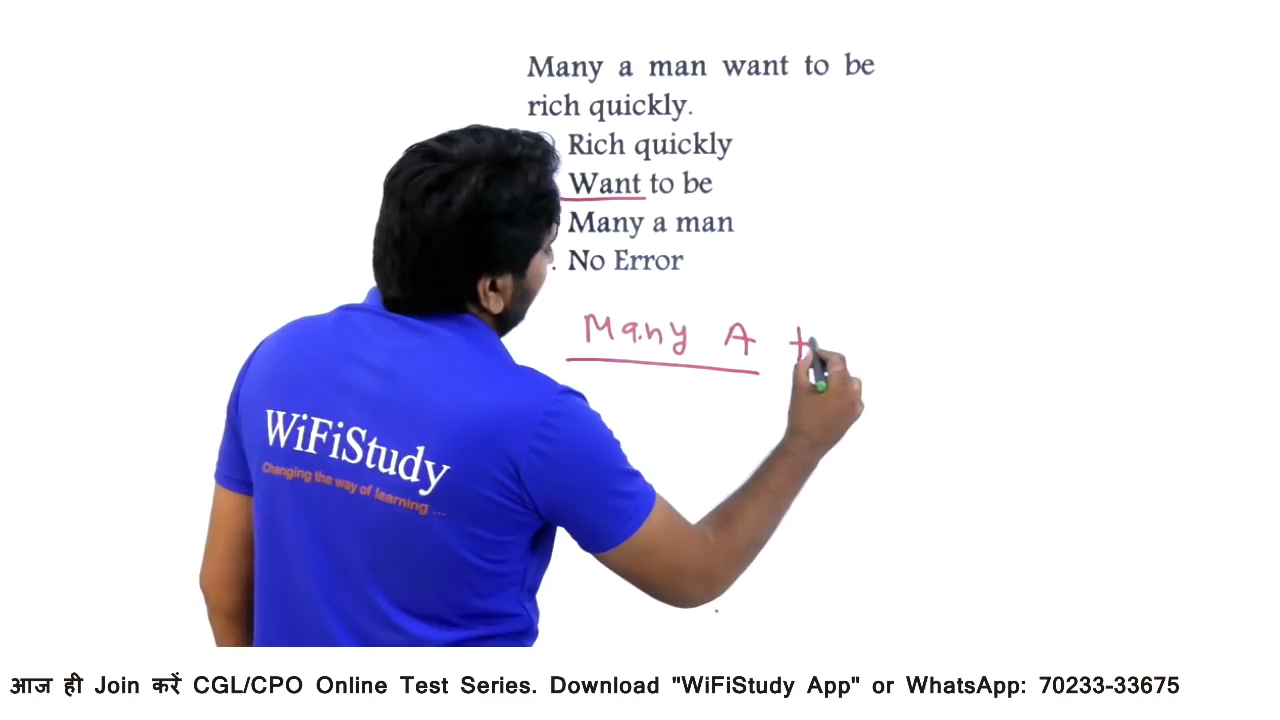 Many a man want to be
rich quickly.
Rich quickly
Want to be
Many a man
. No Error
Many A +
WiFiStudy
Changing the way of learning ...
आज ही Join करें CGL/CPO Online Test Series. Download "WiFiStudy App" or WhatsApp: 70233-33675